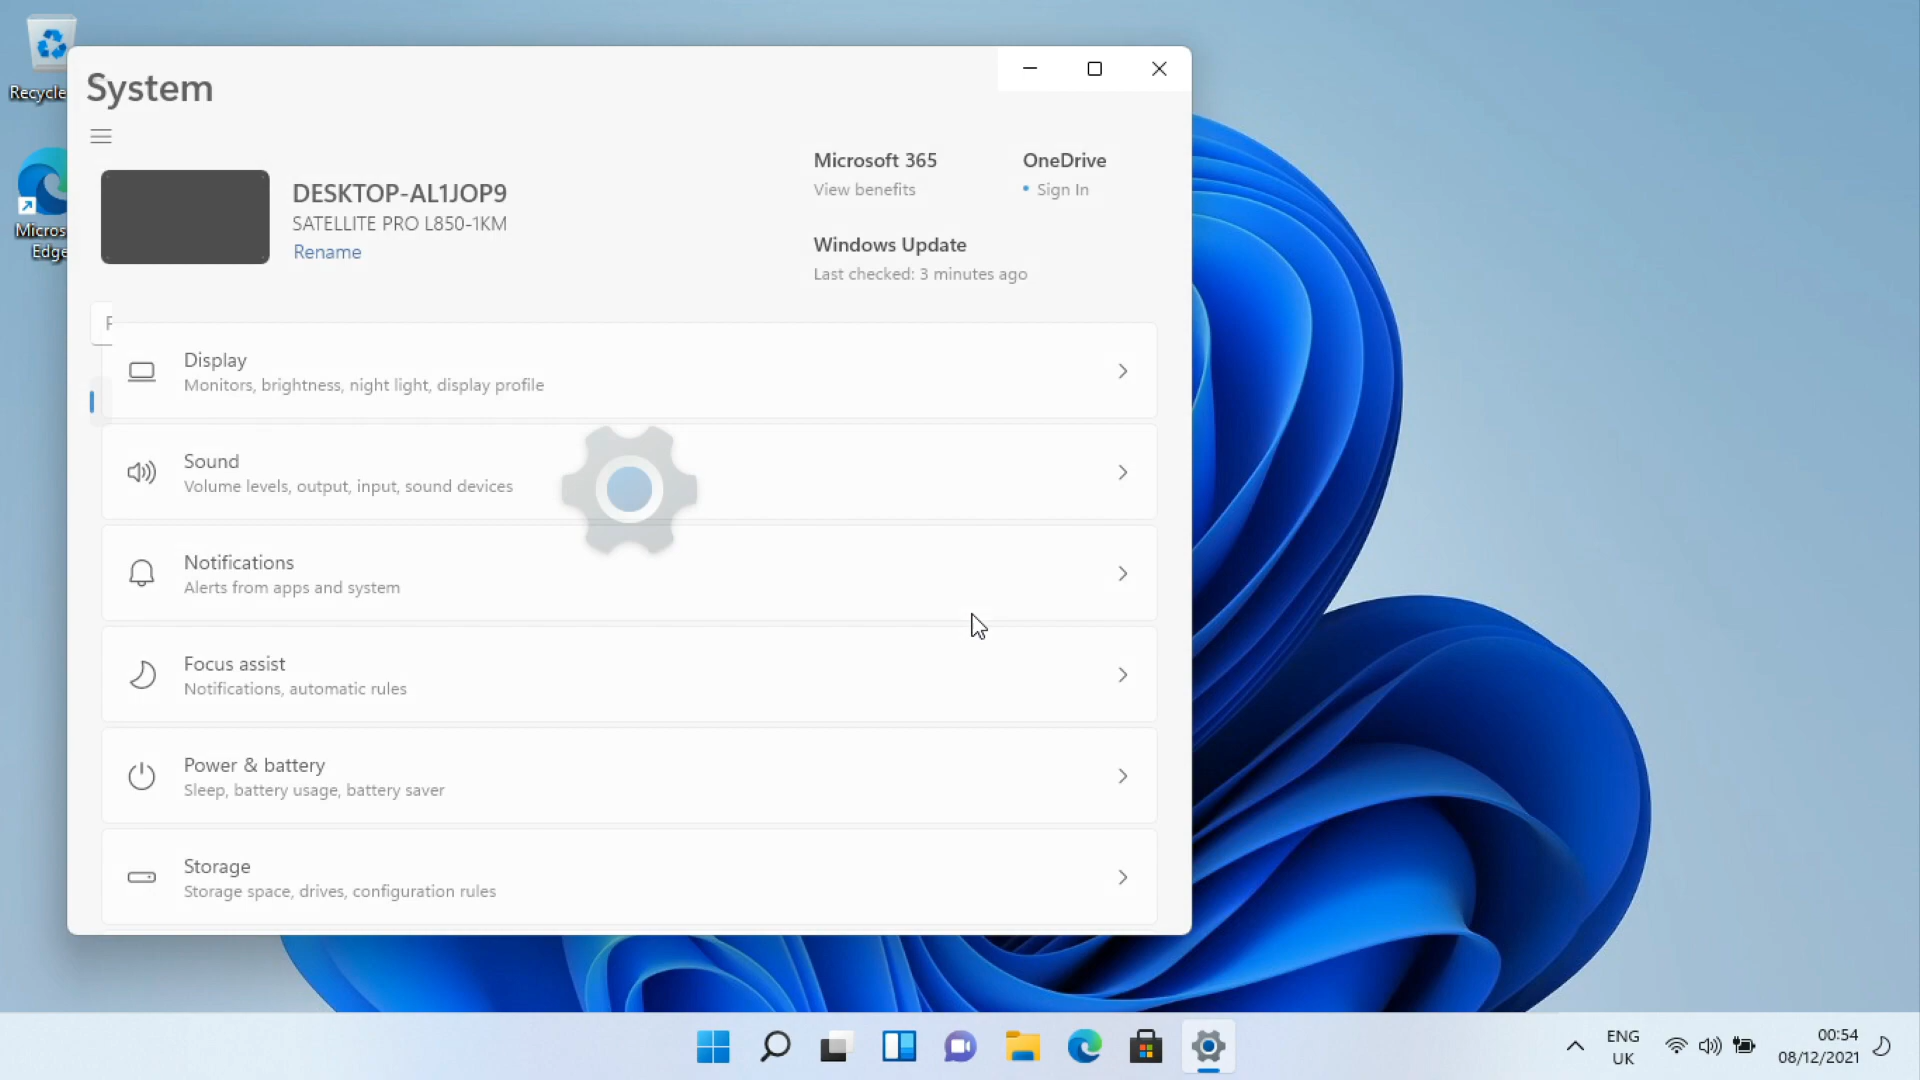 Recycle
Micros
Edge
System
DESKTOP-AL1JOP9
SATELLITE PRO L850-1KM
Rename
Microsoft 365
View benefits
OneDrive
• Sign In
Windows Update
Last checked: 3 minutes ago
F
Display
Monitors, brightness, night light, display profile
Sound
Volume levels, output, input, sound devices
Notifications
Alerts from apps and system
Focus assist
Notifications, automatic rules
Power & battery
Sleep, battery usage, battery saver
Storage
Storage space, drives, configuration rules
ENG
UK
00:54
08/12/2021